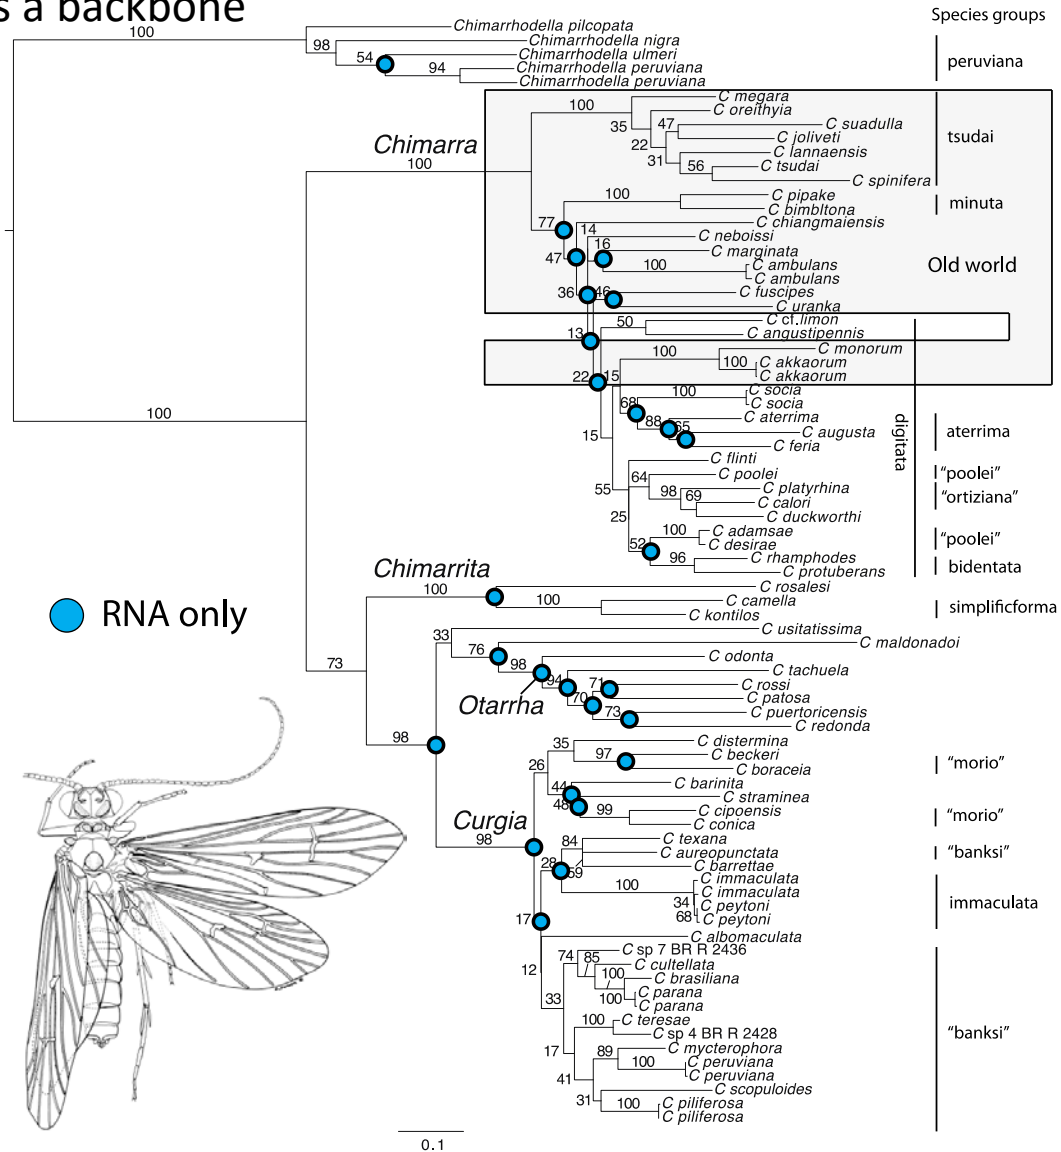 s a backbone
Species groups
100
Chimarrhodella pilcopata
98
Chimarrhodella nigra
54
Chimarrhodella ulmeri
94
Chimarrhodella peruviana
Chimarrhodella peruviana
peruviana
Chimarra
100
100
C megara
35
C oreithyia
47
C suadulla
22
C joliveti
31
C lannaensis
56
C tsudai
C spinifera
tsudai
77
100
C pipake
C bimbltona
minuta
47
C chiangmaiensis
14
C neboissi
16
C marginata
100
C ambulans
C ambulans
36
46
C fuscipes
C uranka
Old world
13
50
C cf.limon
C angustipennis
22
15
100
C monorum
100
C akkaorum
C akkaorum
100
15
68
100
C socia
C socia
88
C aterrima
65
C augusta
C feria
aterrima
digitata
55
C flinti
64
C poolei
"poolei"
98
C platyrhina
69
C calori
C duckworthi
"ortiziana"
25
52
100
C adamsae
C desirae
"poolei"
96
C rhamphodes
C protuberans
bidentata
RNA only
Chimarrita
100
C rosalesi
100
C camella
C kontilos
simplificforma
73
98
33
C usitatissima
76
C maldonadoi
98
C odonta
Otarrha
94
C tachuela
70
71
C rossi
C patosa
73
C puertoricensis
C redonda
Curgia
98
26
35
C distermina
97
C beckeri
C boraceia
"morio"
44
C barinita
48
C straminea
99
C cipoensis
C conica
"morio"
17
28
84
C texana
59
C aureopunctata
C barrettae
"banksi"
100
C immaculata
C immaculata
34
C peytoni
68
C peytoni
immaculata
12
C albomaculata
33
74
C sp 7 BR R 2436
85
C cultellata
100
C brasiliana
100
C parana
C parana
17
100
C teresae
C sp 4 BR R 2428
41
89
C mycterophora
100
C peruviana
C peruviana
31
C scopuloides
100
C piliferosa
C piliferosa
"banksi"
0.1